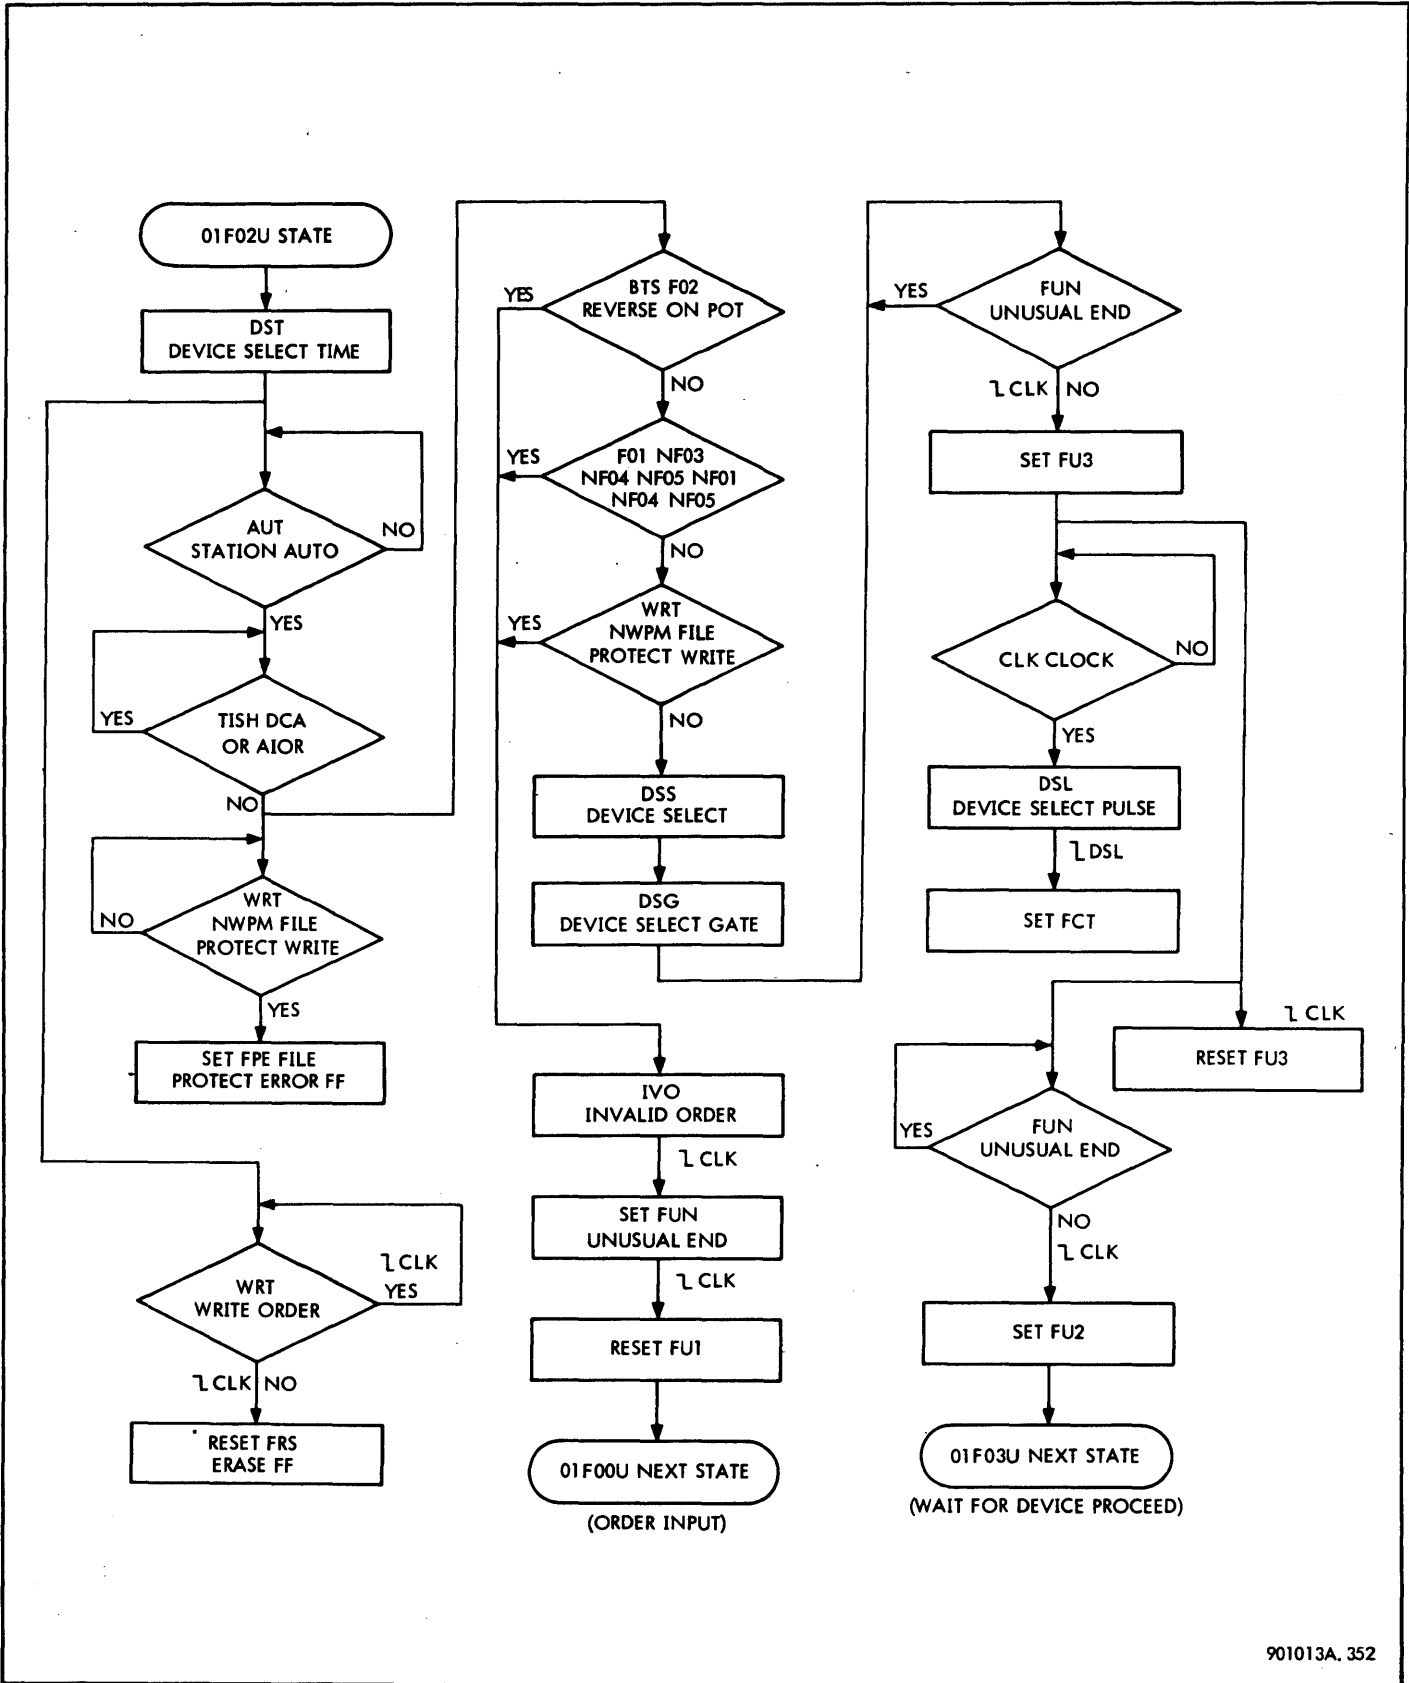 01F02U STATE
DST
DEVICE SELECT TIME
AUT
STATION AUTO
NO
YES
TISH DCA
OR AIOR
YES
NO
WRT
NWPM FILE
PROTECT WRITE
NO
YES
SET FPE FILE
PROTECT ERROR FF
WRT
WRITE ORDER
CLK
YES
CLK NO
RESET FRS
ERASE FF
BTS F02
REVERSE ON POT
YES
NO
F01 NF03
NF04 NF05 NF01
NF04 NF05
YES
NO
WRT
NWPM FILE
PROTECT WRITE
YES
NO
DSS
DEVICE SELECT
DSG
DEVICE SELECT GATE
IVO
INVALID ORDER
CLK
SET FUN
UNUSUAL END
CLK
RESET FU1
01F00U NEXT STATE
(ORDER INPUT)
FUN
UNUSUAL END
YES
CLK NO
SET FU3
CLK CLOCK
NO
YES
DSL
DEVICE SELECT PULSE
DSL
SET FCT
CLK
RESET FU3
FUN
UNUSUAL END
YES
NO
CLK
SET FU2
01F03U NEXT STATE
(WAIT FOR DEVICE PROCEED)
901013A. 352